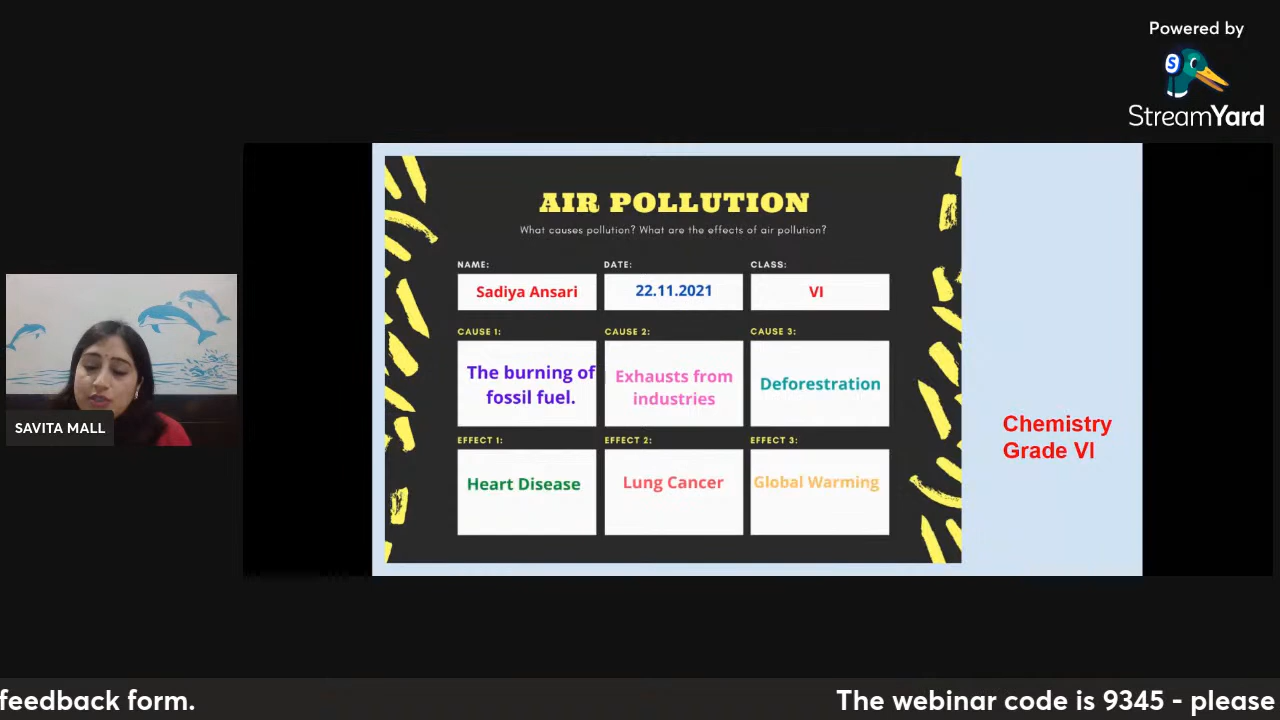 Powered by
StreamYard
AIR POLLUTION
What causes pollution? What are the effects of air pollution?
NAME:
DATE:
CLASS:
Sadiya Ansari
22.11.2021
VI
CAUSE 1:
CAUSE 2:
CAUSE 3:
The burning of
fossil fuel.
Exhausts from
industries
Deforestration
EFFECT 1:
EFFECT 2:
EFFECT 3:
Heart Disease
Lung Cancer
Global Warming
Chemistry
Grade VI
SAVITA MALL
feedback form.
The webinar code is 9345 - please